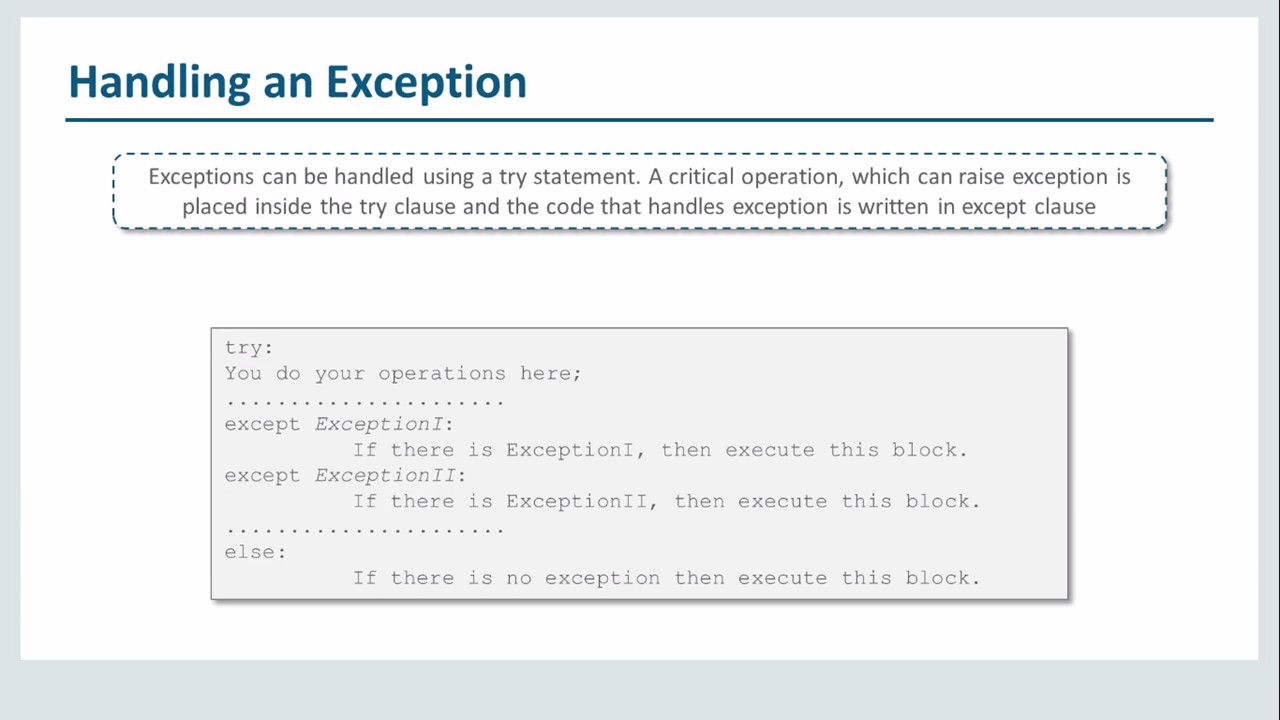 Handling an Exception
Exceptions can be handled using a try statement. A critical operation, which can raise exception is
placed inside the try clause and the code that handles exception is written in except clause
try:
You do your operations here;
......................
except ExceptionI:
If there is ExceptionI, then execute this block.
except ExceptionII:
If there is ExceptionII, then execute this block.
......................
else:
If there is no exception then execute this block.